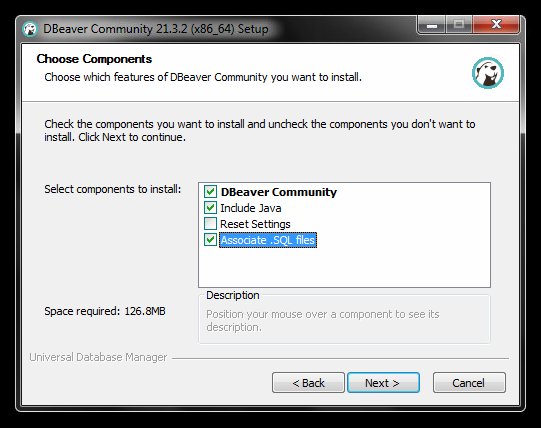 DBeaver Community 21.3.2 (x86_64) Setup
Choose Components
Choose which features of DBeaver Community you want to install.
Check the components you want to install and uncheck the components you don't want to
install. Click Next to continue.
Select components to install:
DBeaver Community
Include Java
Reset Settings
Associate .SQL files
Space required: 126.8MB
Description
Position your mouse over a component to see its
description.
Universal Database Manager
< Back
Next >
Cancel